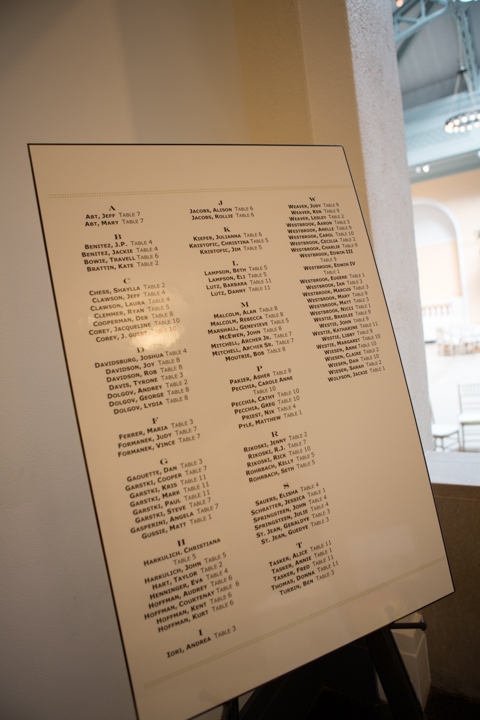 A
Abt, Jeff Table 7
Abt, Mary Table 7
B
Benitez, J.P. Table 4
Benitez, Jackie Table 4
Bowie, Travell Table 6
Brattin, Kate Table 2
C
Chess, Shaylla Table 2
Clawson, Jeff Table 4
Clawson, Laura Table 4
Clemmer, Ryan Table 5
Cooperman, Deb Table 8
Corey, Jacqueline Table 10
Corey, J.
D
Davidsburg, Joshua Table 4
Davidson, Joy Table 8
Davidson, Rob Table 8
Davis, Tyrone Table 2
Dolgov, Andrey Table 2
Dolgov, George Table 8
Dolgov, Lydia Table 8
F
Ferrer, Maria Table 3
Formanek, Judy Table 7
Formanek, Vince Table 7
G
Gaduette, Dan Table 3
Garstki, Cooper Table 7
Garstki, Kris Table 11
Garstki, Mark Table 11
Garstki, Paul Table 11
Garstki, Steve Table 7
Gasperini, Angela Table 7
Gussie, Matt Table 1
H
Harkulich, Christiana
Table 5
Harkulich, John Table 5
Hart, Taylor Table 2
Henninger, Eva Table 4
Hoffman, Audrey Table 6
Hoffman, Courtenay Table 6
Hoffman, Kent Table 6
Hoffman, Kurt Table 6
I
Iori, Andrea Table 3
J
Jacobs, Alison Table 6
Jacobs, Rollie Table 6
K
Kiefer, Julianna Table 6
Kristopic, Christina Table 5
Kristopic, Jim Table 5
L
Lampson, Beth Table 5
Lampson, Eli Table 5
Lutz, Barbara Table 11
Lutz, Danny Table 11
M
Malcolm, Alan Table 8
Malcolm, Rebecca Table 8
Marshall, Genevieve Table 5
McEwen, John Table 8
Mitchell, Archer Jr. Table 7
Mitchell, Archer Sr. Table 7
Moutrie, Bob Table 8
P
Pakier, Asher Table 8
Pecchia, Carole Anne
Table 10
Pecchia, Cathy Table 10
Pecchia, Greg Table 10
Priest, Nik Table 4
Pyle, Matthew Table 1
R
Rikoski, Jenny Table 2
Rikoski, R.J. Table 2
Rikoski, Rick Table 10
Rohrbach, Kelly Table 5
Rohrbach, Seth Table 5
S
Sauers, Elisha Table 4
Schratter, Jessica Table 1
Springsteen, John Table 4
Springsteen, Julie Table 4
St. Jean, Geraldye Table 3
St. Jean, Guedye Table 3
T
Tasker, Alice Table 11
Tasker, Annie Table 1
Tasker, Fred Table 11
Thomas, Donna Table 11
Tubbin, Ben Table 3
W
Weaver, Judy Table 9
Weaver, Ken Table 9
Weaver, Lesley Table 2
Westbrook, Aaron Table 3
Westbrook, Amelie Table 9
Westbrook, Carol Table 10
Westbrook, Cecilia Table 2
Westbrook, Charlie Table 9
Westbrook, Edwin III
Table 9
Westbrook, Edwin IV
Table 1
Westbrook, Eugene Table 2
Westbrook, Ian Table 3
Westbrook, Marcus Table 3
Westbrook, Mary Table 9
Westbrook, Matt Table 3
Westbrook, Nicci Table 3
Westie, Bradley Table 9
Westie, John Table 9
Westie, Katharine Table 11
Westie, Libby Table 9
Westie, Margaret Table 10
Wiesen, Anne Table 10
Wiesen, Claire Table 2
Wiesen, Dan Table 10
Wiesen, Sarah Table 2
Wolfson, Jackie Table 1